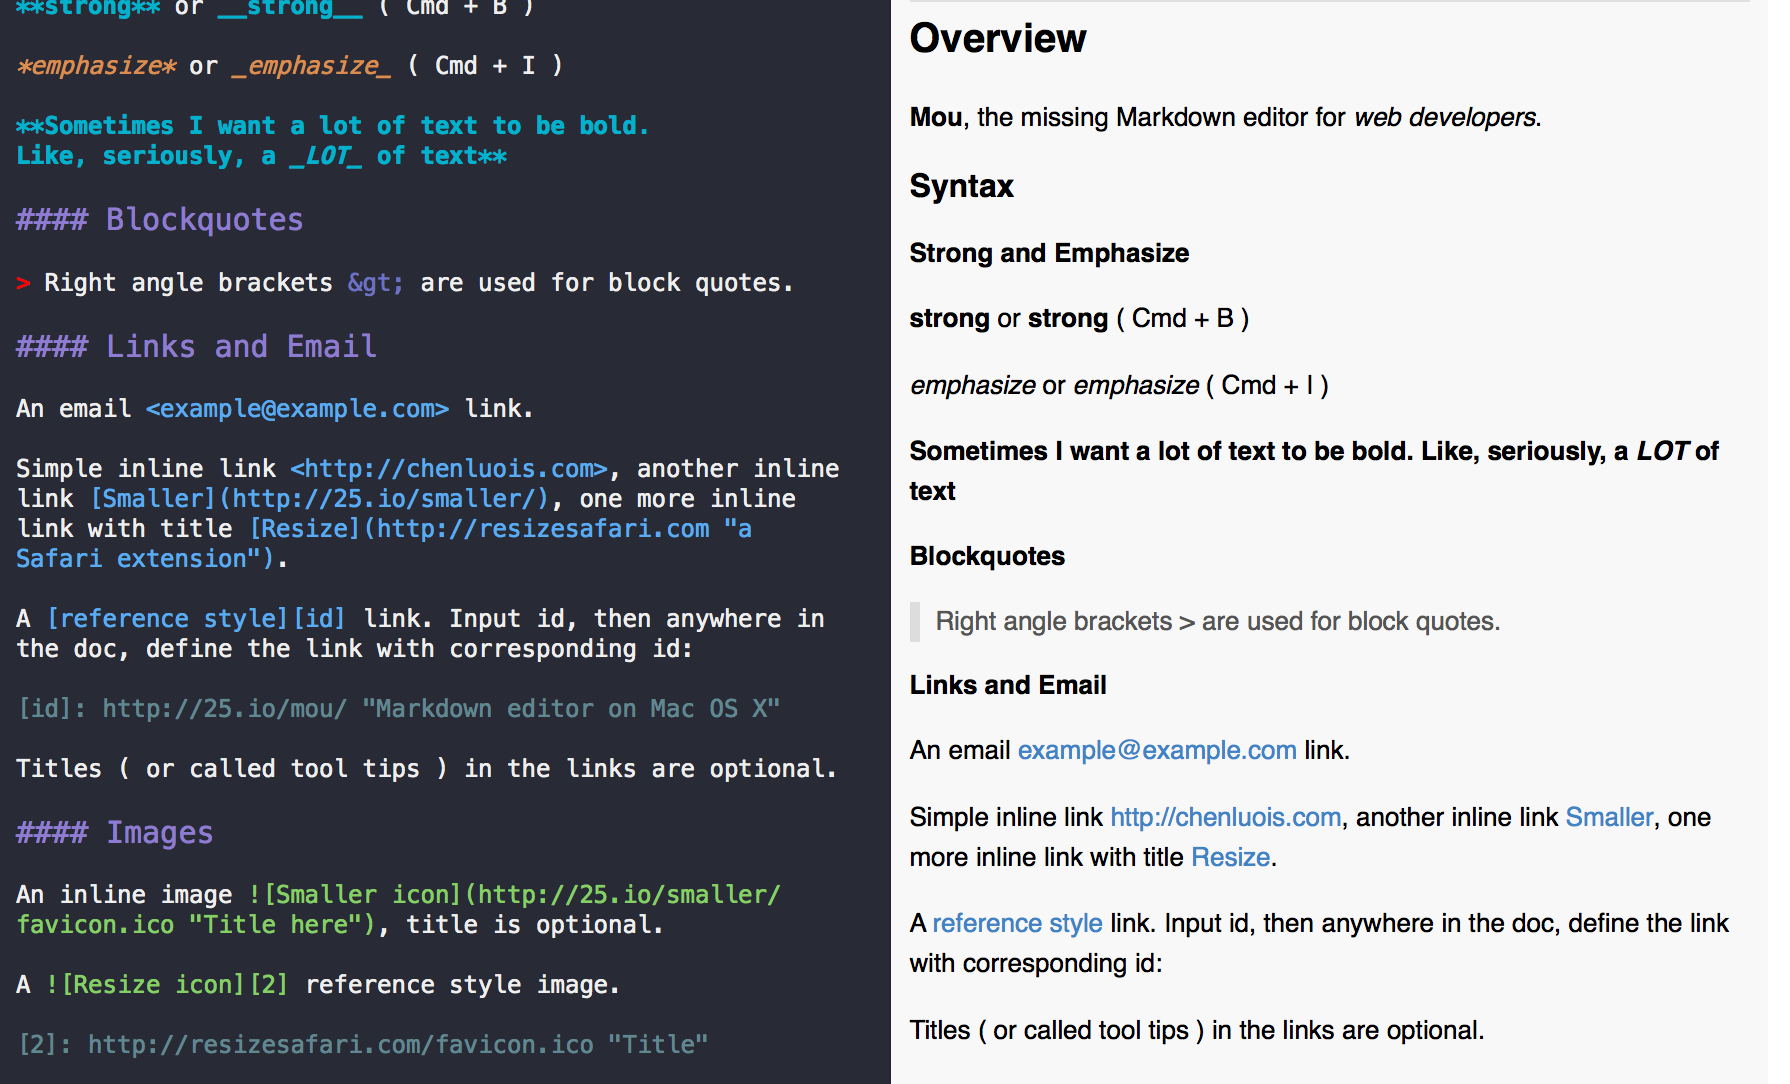 **strong** or __strong__ ( Cmd + B )
*emphasize* or _emphasize_ ( Cmd + I )
**Sometimes I want a lot of text to be bold.
Like, seriously, a _LOT_ of text**
#### Blockquotes
> Right angle brackets &gt; are used for block quotes.
#### Links and Email
An email <example@example.com> link.
Simple inline link <http://chenluois.com>, another inline
link [Smaller](http://25.io/smaller/), one more inline
link with title [Resize](http://resizesafari.com "a
Safari extension").
A [reference style][id] link. Input id, then anywhere in
the doc, define the link with corresponding id:
[id]: http://25.io/mou/ "Markdown editor on Mac OS X"
Titles ( or called tool tips ) in the links are optional.
#### Images
An inline image ![Smaller icon](http://25.io/smaller/
favicon.ico "Title here"), title is optional.
A ![Resize icon][2] reference style image.
[2]: http://resizesafari.com/favicon.ico "Title"
Overview
Mou, the missing Markdown editor for web developers.
Syntax
Strong and Emphasize
strong or strong ( Cmd + B )
emphasize or emphasize ( Cmd + I )
Sometimes I want a lot of text to be bold. Like, seriously, a LOT of
text
Blockquotes
Right angle brackets > are used for block quotes.
Links and Email
An email example@example.com link.
Simple inline link http://chenluois.com, another inline link Smaller, one
more inline link with title Resize.
A reference style link. Input id, then anywhere in the doc, define the link
with corresponding id:
Titles ( or called tool tips ) in the links are optional.